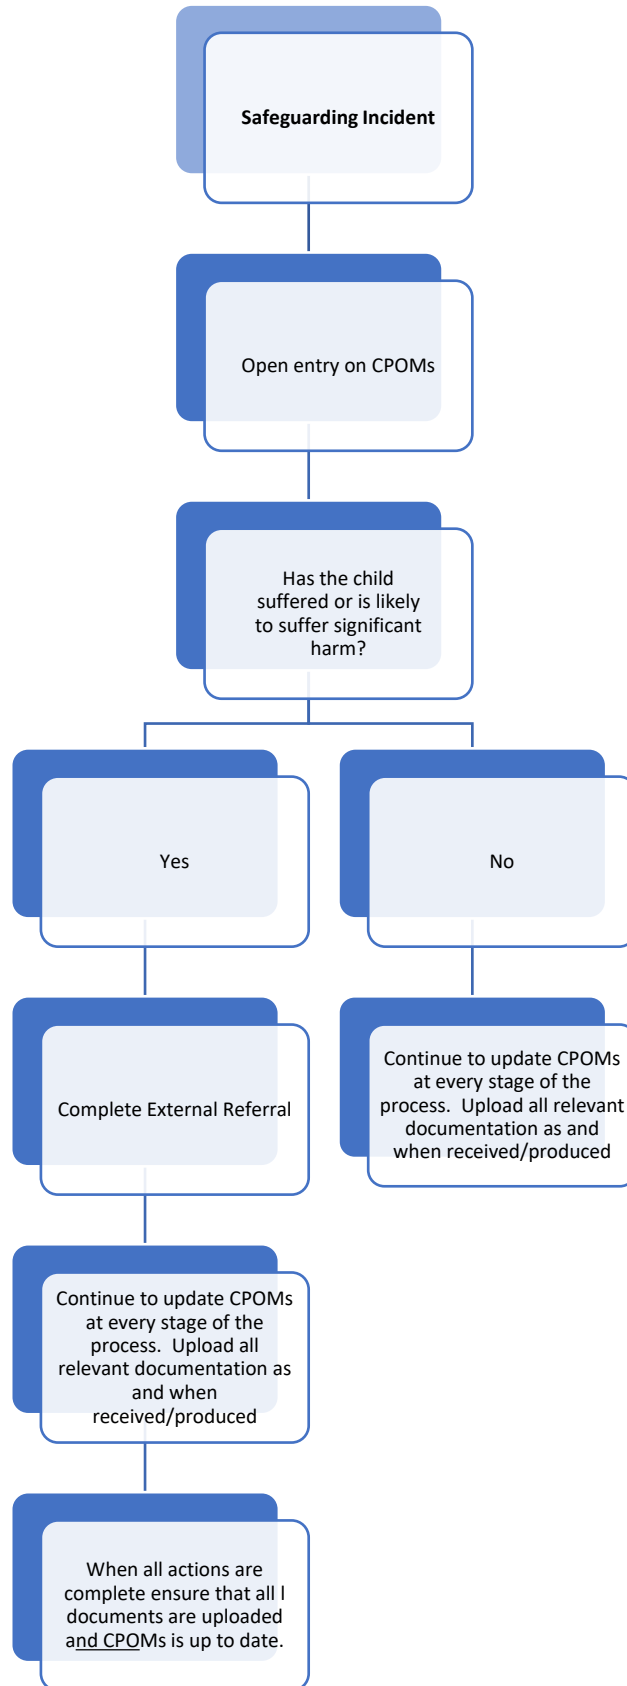 Safeguarding Incident
Open entry on CPOMs
Has the child
suffered or is likely
to suffer significant
harm?
Yes
No
Complete External Referral
Continue to update CPOMs
at every stage of the
process.  Upload all relevant
documentation as and
when received/produced
Continue to update CPOMs
at every stage of the
process.  Upload all
relevant documentation as
and when
received/produced
When all actions are
complete ensure that all l
documents are uploaded
and CPOMs is up to date.